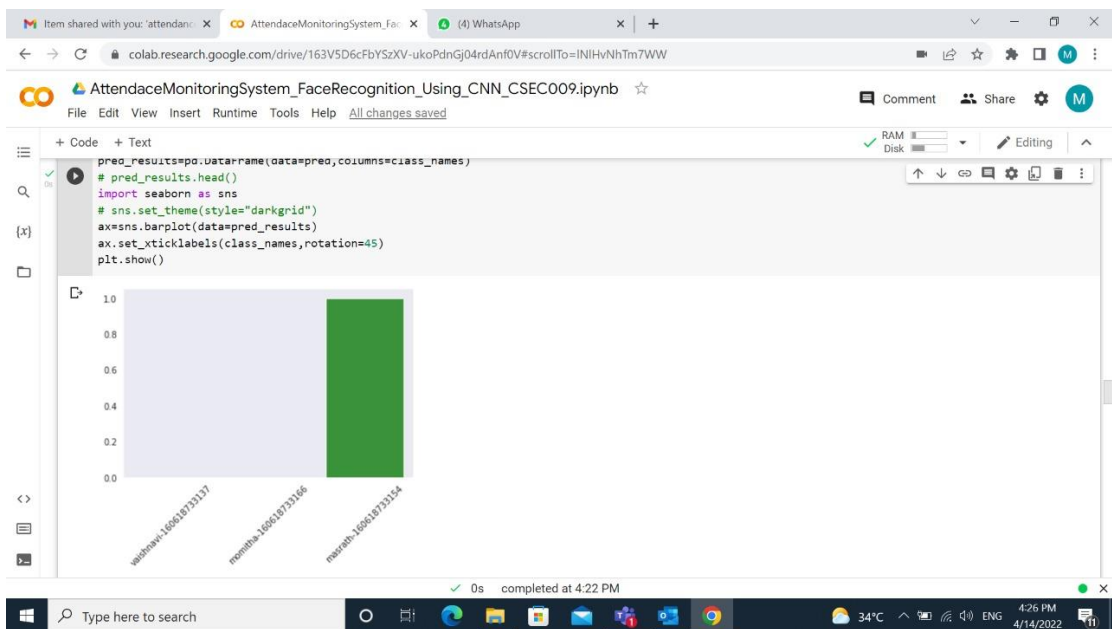 Item shared with you: 'attendanc
AttendaceMonitoringSystem_Fac
(4) WhatsApp
colab.research.google.com/drive/163V5D6cFbYSzXV-ukoPdnGj04rdAnf0V#scrollTo=INIHvNhTm7WW
M
CO
AttendaceMonitoringSystem_FaceRecognition_Using_CNN_CSEC009.ipynb
Comment Share M
File Edit View Insert Runtime Tools Help All changes saved
+ Code + Text
RAM
Disk
Editing
pred_results=pd.DataFrame(data=pred,columns=class_names)
0s
# pred_results.head()
import seaborn as sns
# sns.set_theme(style="darkgrid")
ax=sns.barplot(data=pred_results)
{x}
ax.set_xticklabels(class_names,rotation=45)
plt.show()
1.0
0.8
0.6
0.4
0.2
0.0
vaishnavi-160618733137
momitha-160618733166
masrath-160618733154
0s completed at 4:22 PM
Type here to search
34°C
ENG
4:26 PM
4/14/2022
11